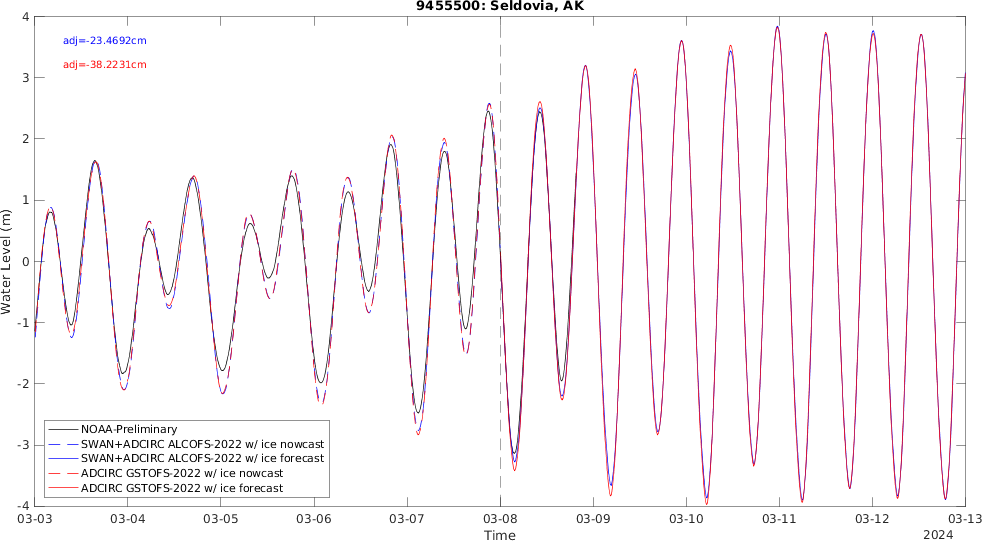 9455500: Seldovia, AK
adj=-23.4692cm
adj=-38.2231cm
4
3
2
1
0
-1
-2
-3
-4
Water Level (m)
NOAA-Preliminary
SWAN+ADCIRC ALCOFS-2022 w/ ice nowcast
SWAN+ADCIRC ALCOFS-2022 w/ ice forecast
ADCIRC GSTOFS-2022 w/ ice nowcast
ADCIRC GSTOFS-2022 w/ ice forecast
03-03 03-04 03-05 03-06 03-07 03-08 03-09 03-10 03-11 03-12 03-13
Time
2024